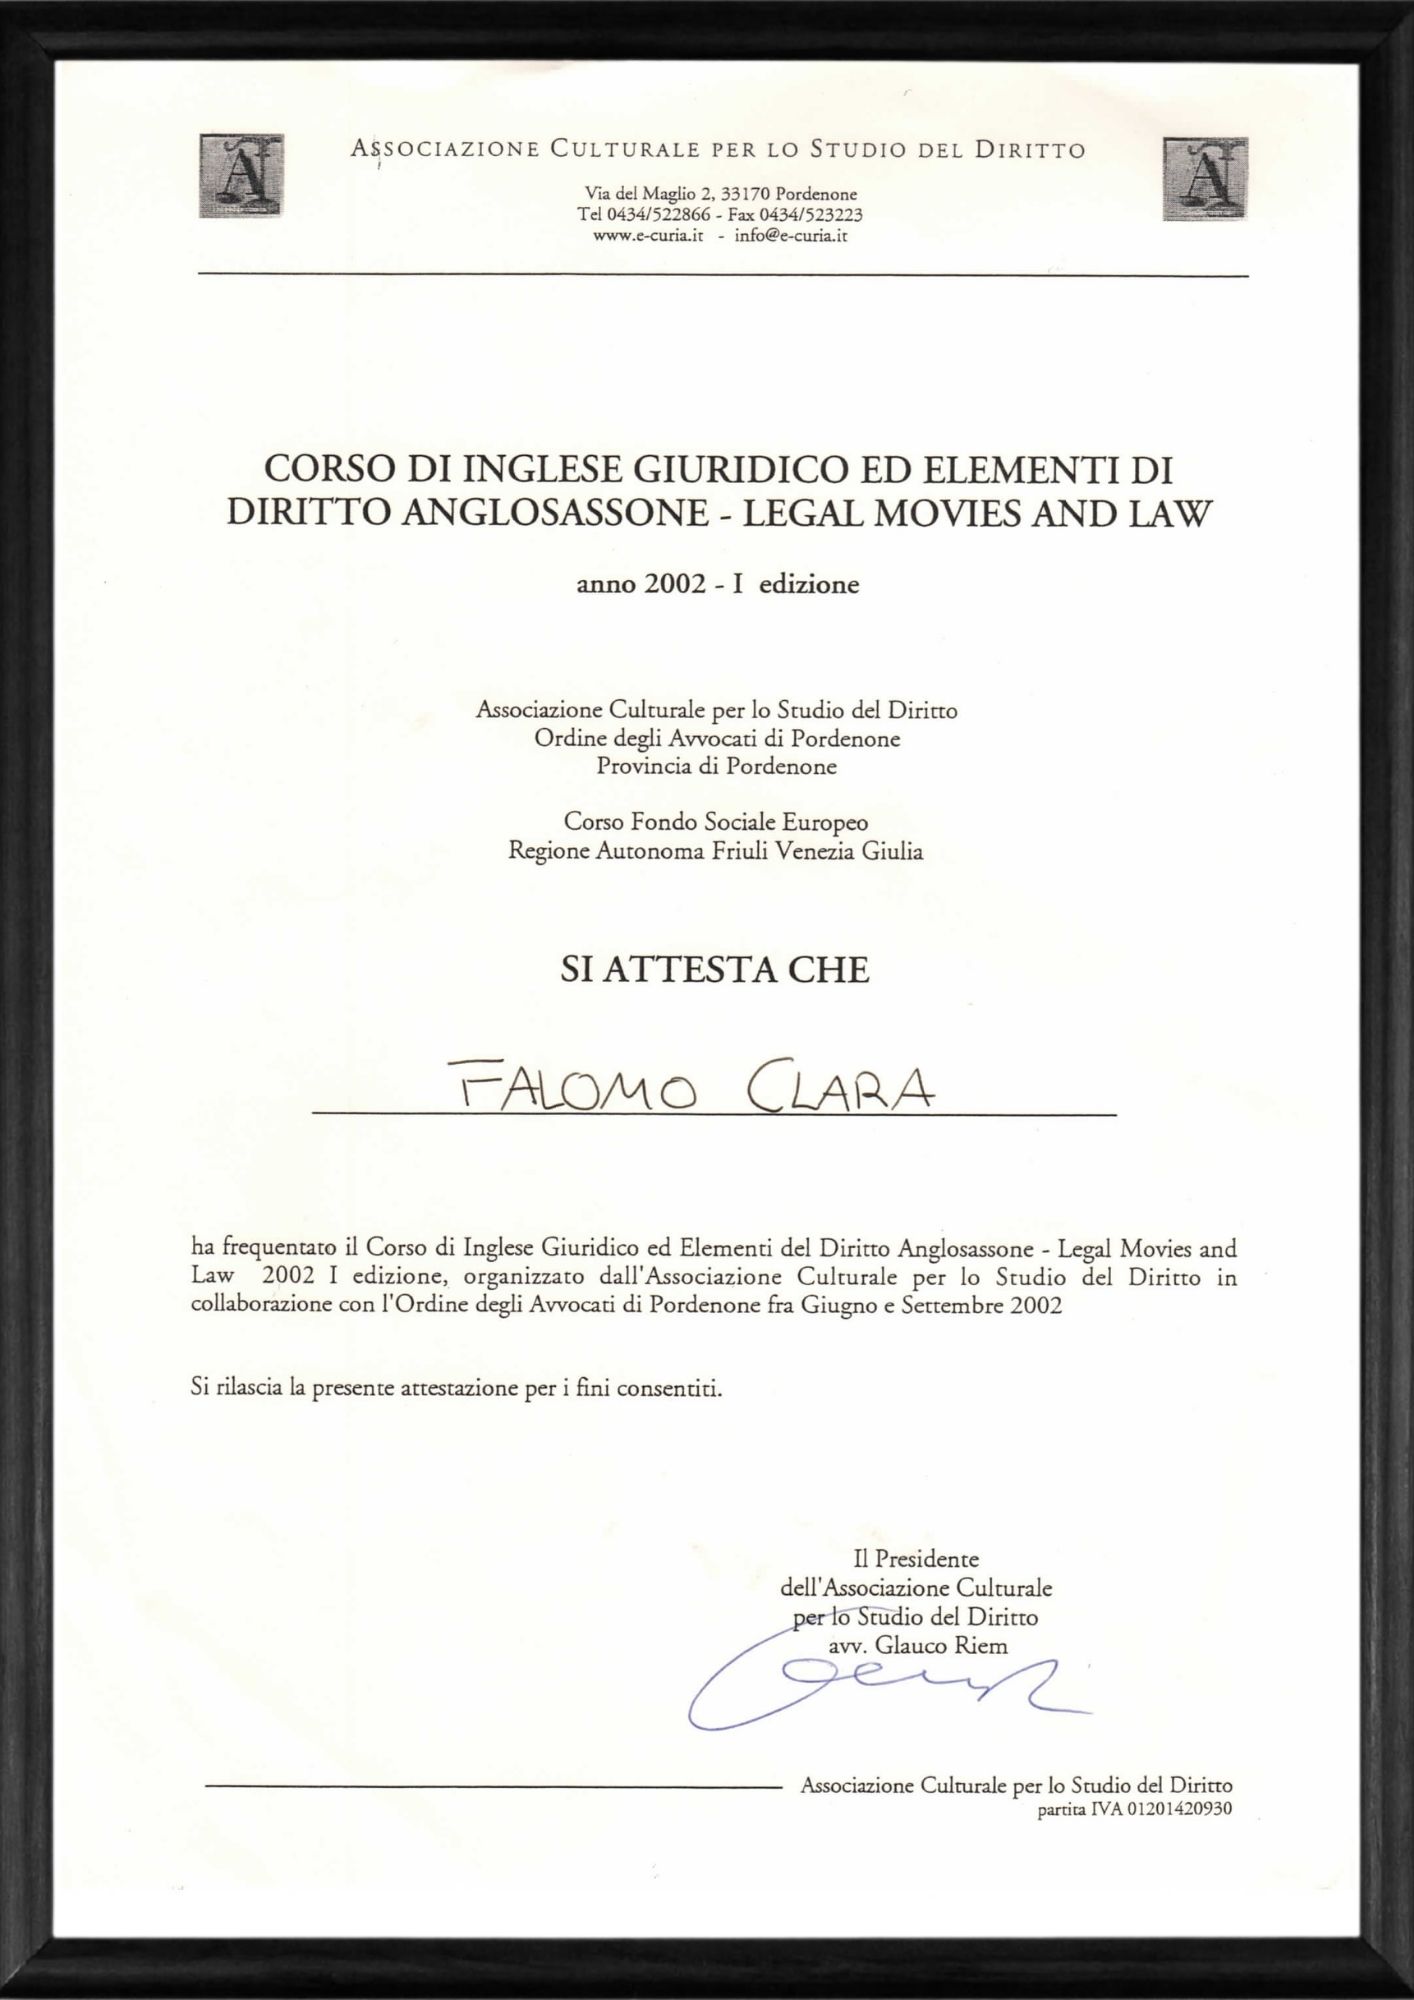 Associazione Culturale per lo Studio del Diritto
Via del Maglio 2, 33170 Pordenone
Tel 0434/522866 - Fax 0434/523223
www.e-curia.it - info@e-curia.it
CORSO DI INGLESE GIURIDICO ED ELEMENTI DI
DIRITTO ANGLOSASSONE - LEGAL MOVIES AND LAW
anno 2002 - I edizione
Associazione Culturale per lo Studio del Diritto
Ordine degli Avvocati di Pordenone
Provincia di Pordenone
Corso Fondo Sociale Europeo
Regione Autonoma Friuli Venezia Giulia
SI ATTESTA CHE
FALOMO CLARA
ha frequentato il Corso di Inglese Giuridico ed Elementi del Diritto Anglosassone - Legal Movies and
Law 2002 I edizione, organizzato dall'Associazione Culturale per lo Studio del Diritto in
collaborazione con l'Ordine degli Avvocati di Pordenone fra Giugno e Settembre 2002
Si rilascia la presente attestazione per i fini consentiti.
Il Presidente
dell'Associazione Culturale
per lo Studio del Diritto
avv. Glauco Riem
Associazione Culturale per lo Studio del Diritto
partita IVA 01201420930